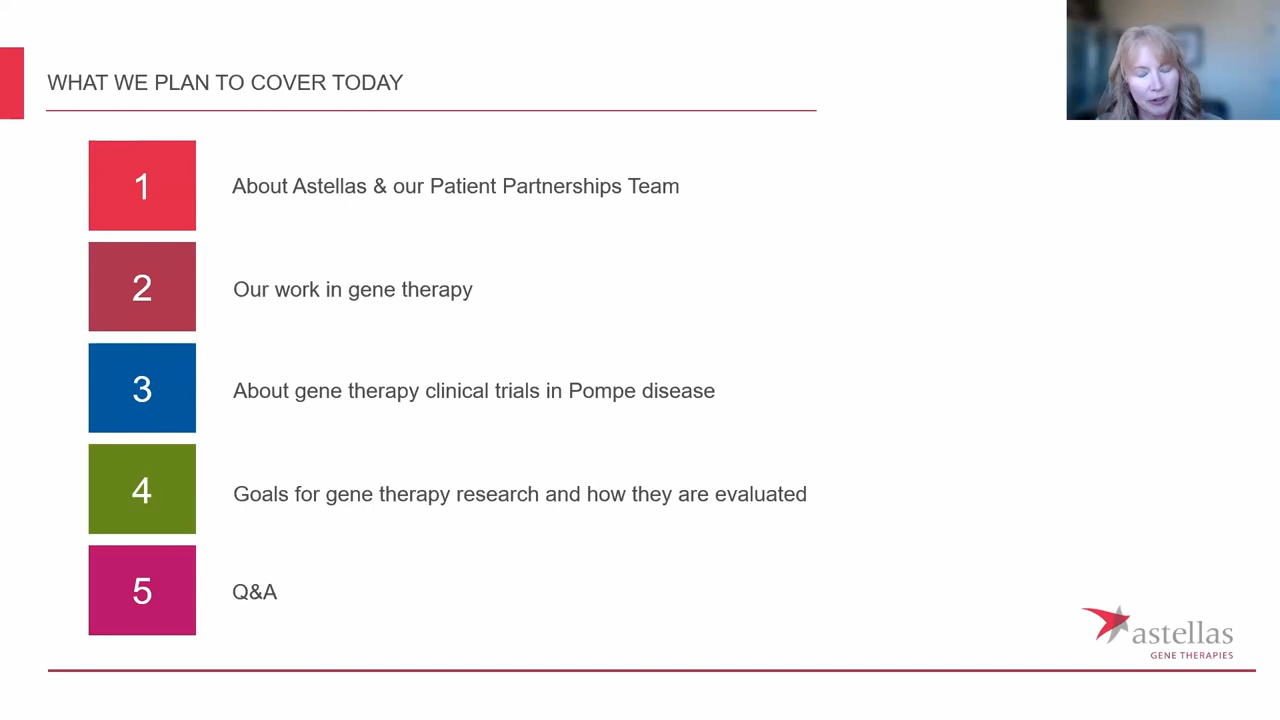 WHAT WE PLAN TO COVER TODAY
1
About Astellas & our Patient Partnerships Team
2
Our work in gene therapy
3
About gene therapy clinical trials in Pompe disease
4
Goals for gene therapy research and how they are evaluated
5
Q&A
astellas
GENE THERAPIES